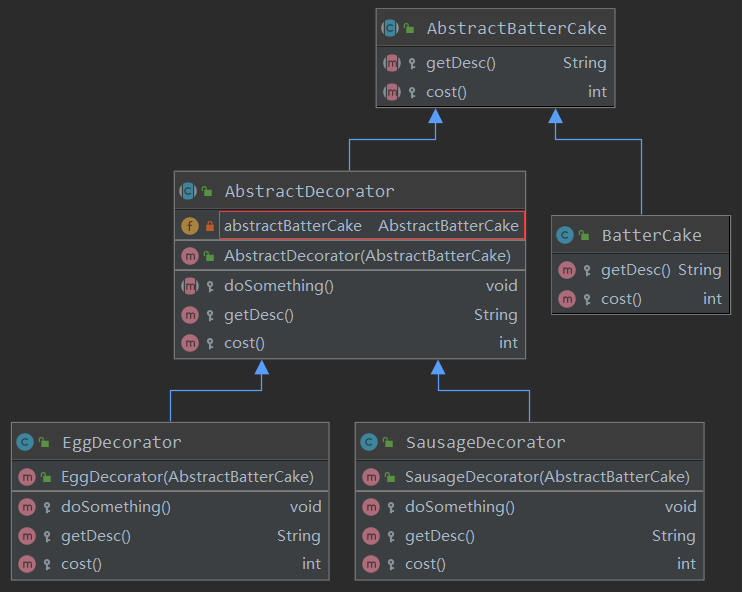 AbstractBatterCake
getDesc() String
cost() int
AbstractDecorator
abstractBatterCake AbstractBatterCake
AbstractDecorator(AbstractBatterCake)
doSomething() void
getDesc() String
cost() int
BatterCake
getDesc() String
cost() int
EggDecorator
EggDecorator(AbstractBatterCake)
doSomething() void
getDesc() String
cost() int
SausageDecorator
SausageDecorator(AbstractBatterCake)
doSomething() void
getDesc() String
cost() int